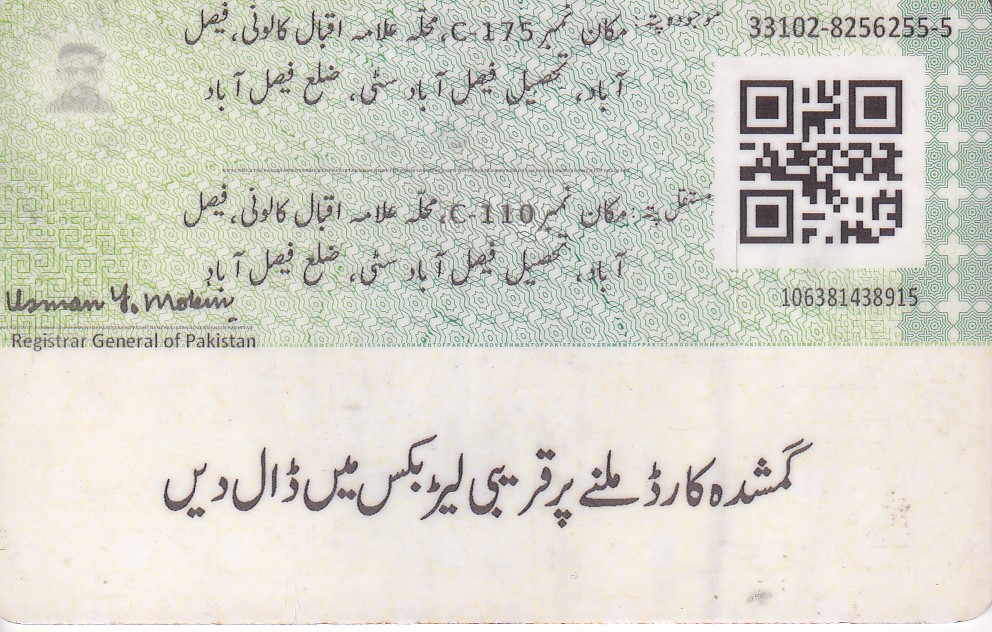 33102-8256255-5
موجودہ پتہ: مکان نمبر C-175، محلّہ علامہ اقبال کالونی، فیصل
آباد، تحصیل فیصل آباد سٹی، ضلع فیصل آباد
مستقل پتہ: مکان نمبر C-110، محلّہ علامہ اقبال کالونی، فیصل
آباد، تحصیل فیصل آباد سٹی، ضلع فیصل آباد
106381438915
Usman Y. Mobin
Registrar General of Pakistan
گمشدہ کارڈ ملنے پر قریبی لیٹر بکس میں ڈال دیں